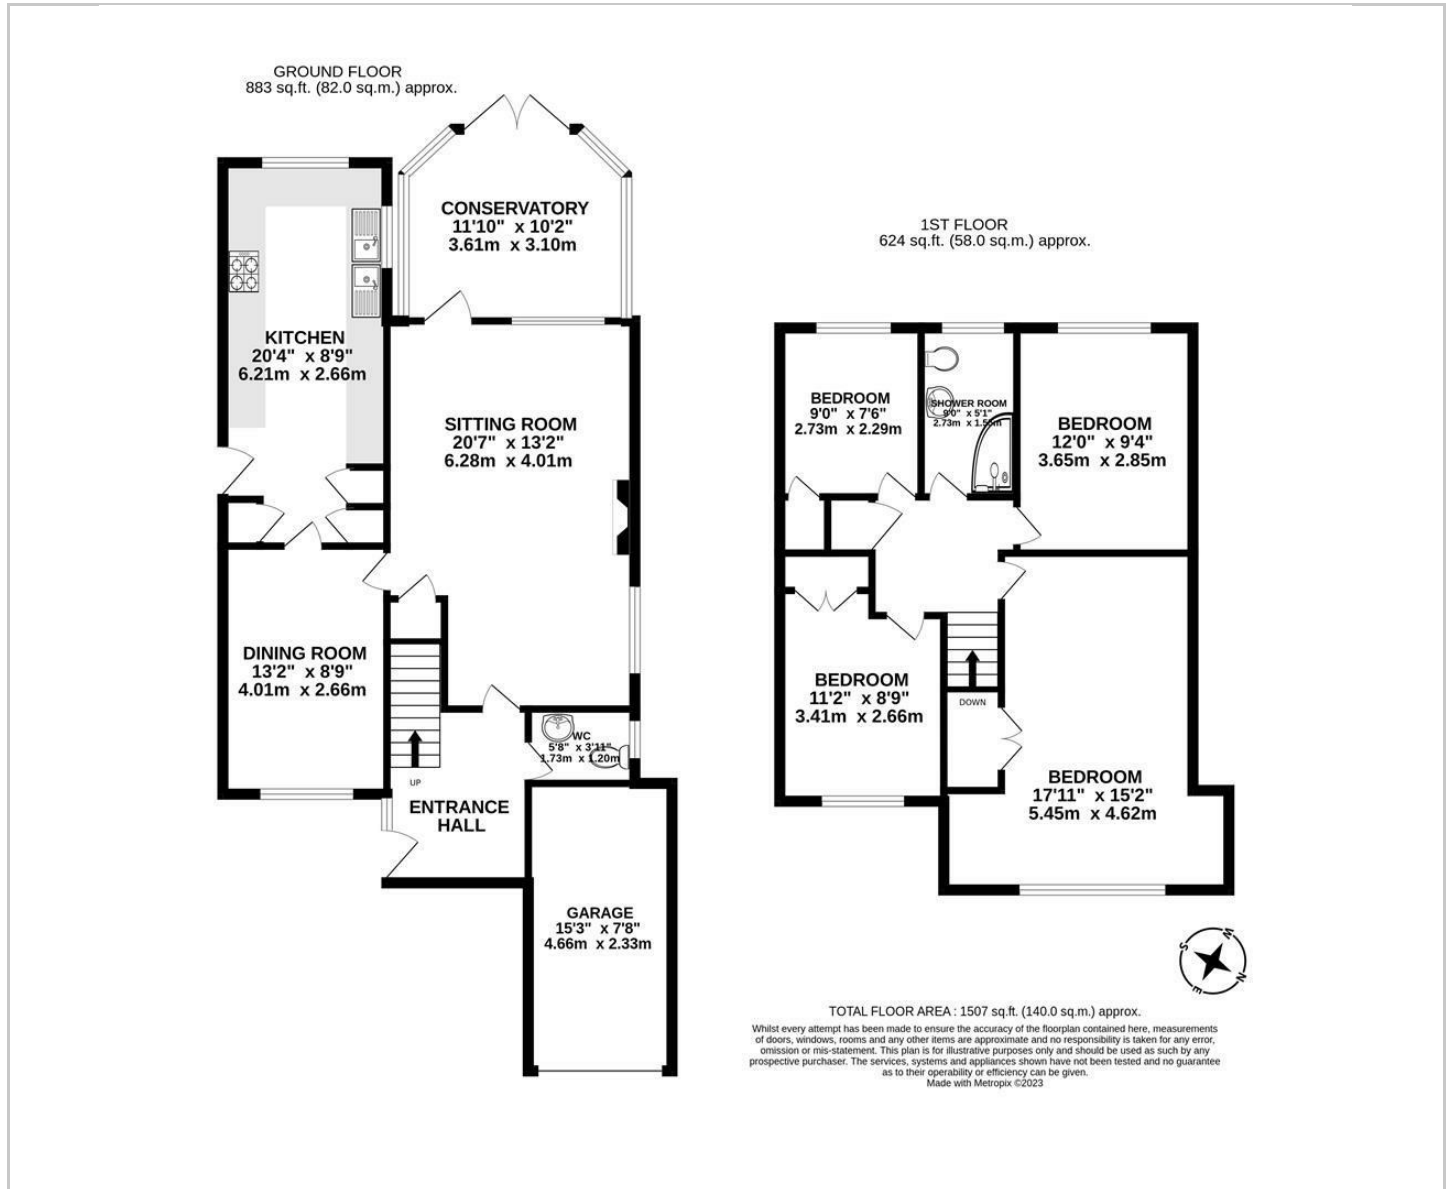 GROUND FLOOR
883 sq.ft. (82.0 sq.m.) approx.
CONSERVATORY
11'10" x 10'2"
3.61m x 3.10m
KITCHEN
20'4" x 8'9"
6.21m x 2.66m
SITTING ROOM
20'7" x 13'2"
6.28m x 4.01m
DINING ROOM
13'2" x 8'9"
4.01m x 2.66m
WC
5'8" x 3'11"
1.73m x 1.20m
UP
ENTRANCE
HALL
GARAGE
15'3" x 7'8"
4.66m x 2.33m
1ST FLOOR
624 sq.ft. (58.0 sq.m.) approx.
BEDROOM
9'0" x 7'6"
2.73m x 2.29m
SHOWER ROOM
9'0" x 5'1"
2.73m x
BEDROOM
12'0" x 9'4"
3.65m x 2.85m
BEDROOM
11'2" x 8'9"
3.41m x 2.66m
DOWN
BEDROOM
17'11" x 15'2"
5.45m x 4.62m
S
W
E
N
TOTAL FLOOR AREA : 1507 sq.ft. (140.0 sq.m.) approx.
Whilst every attempt has been made to ensure the accuracy of the floorplan contained here, measurements
of doors, windows, rooms and any other items are approximate and no responsibility is taken for any error,
omission or mis-statement. This plan is for illustrative purposes only and should be used as such by any
prospective purchaser. The services, systems and appliances shown have not been tested and no guarantee
as to their operability or efficiency can be given.
Made with Metropix ©2023